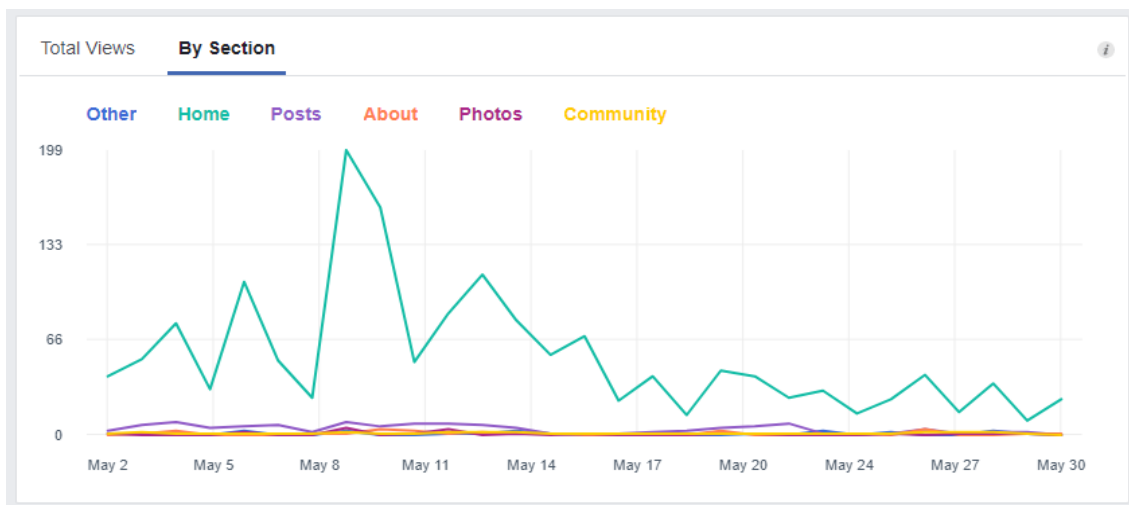 Total Views By Section i
Other Home Posts About Photos Community
199
133
66
0
May 2 May 5 May 8 May 11 May 14 May 17 May 20 May 24 May 27 May 30